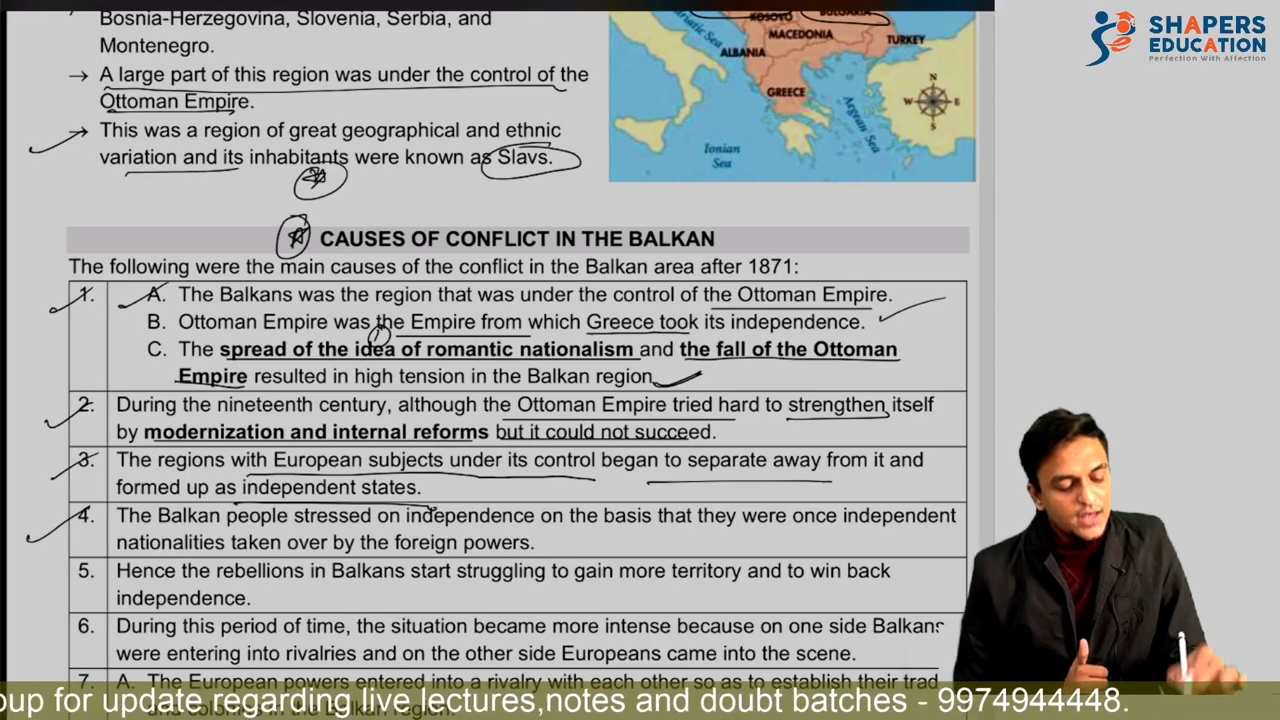 Bosnia-Herzegovina, Slovenia, Serbia, and
Montenegro.
→ A large part of this region was under the control of the
Ottoman Empire.
→ This was a region of great geographical and ethnic
variation and its inhabitants were known as Slavs.
KOSOVO
BULGARIA
MACEDONIA
ALBANIA
TURKEY
GREECE
Adriatic Sea
Aegean Sea
Ionian
Sea
N
W E
S
SHAPERS
EDUCATION
Perfection With Affection
CAUSES OF CONFLICT IN THE BALKAN
The following were the main causes of the conflict in the Balkan area after 1871:
1. A. The Balkans was the region that was under the control of the Ottoman Empire.
B. Ottoman Empire was the Empire from which Greece took its independence.
C. The spread of the idea of romantic nationalism and the fall of the Ottoman
Empire resulted in high tension in the Balkan region
2. During the nineteenth century, although the Ottoman Empire tried hard to strengthen itself
by modernization and internal reforms but it could not succeed.
3. The regions with European subjects under its control began to separate away from it and
formed up as independent states.
4. The Balkan people stressed on independence on the basis that they were once independent
nationalities taken over by the foreign powers.
5. Hence the rebellions in Balkans start struggling to gain more territory and to win back
independence.
6. During this period of time, the situation became more intense because on one side Balkans
were entering into rivalries and on the other side Europeans came into the scene.
7. A. The European powers entered into a rivalry with each other so as to establish their trad
and colonies in the Balkan region.
oup for update regarding live lectures,notes and doubt batches - 9974944448.